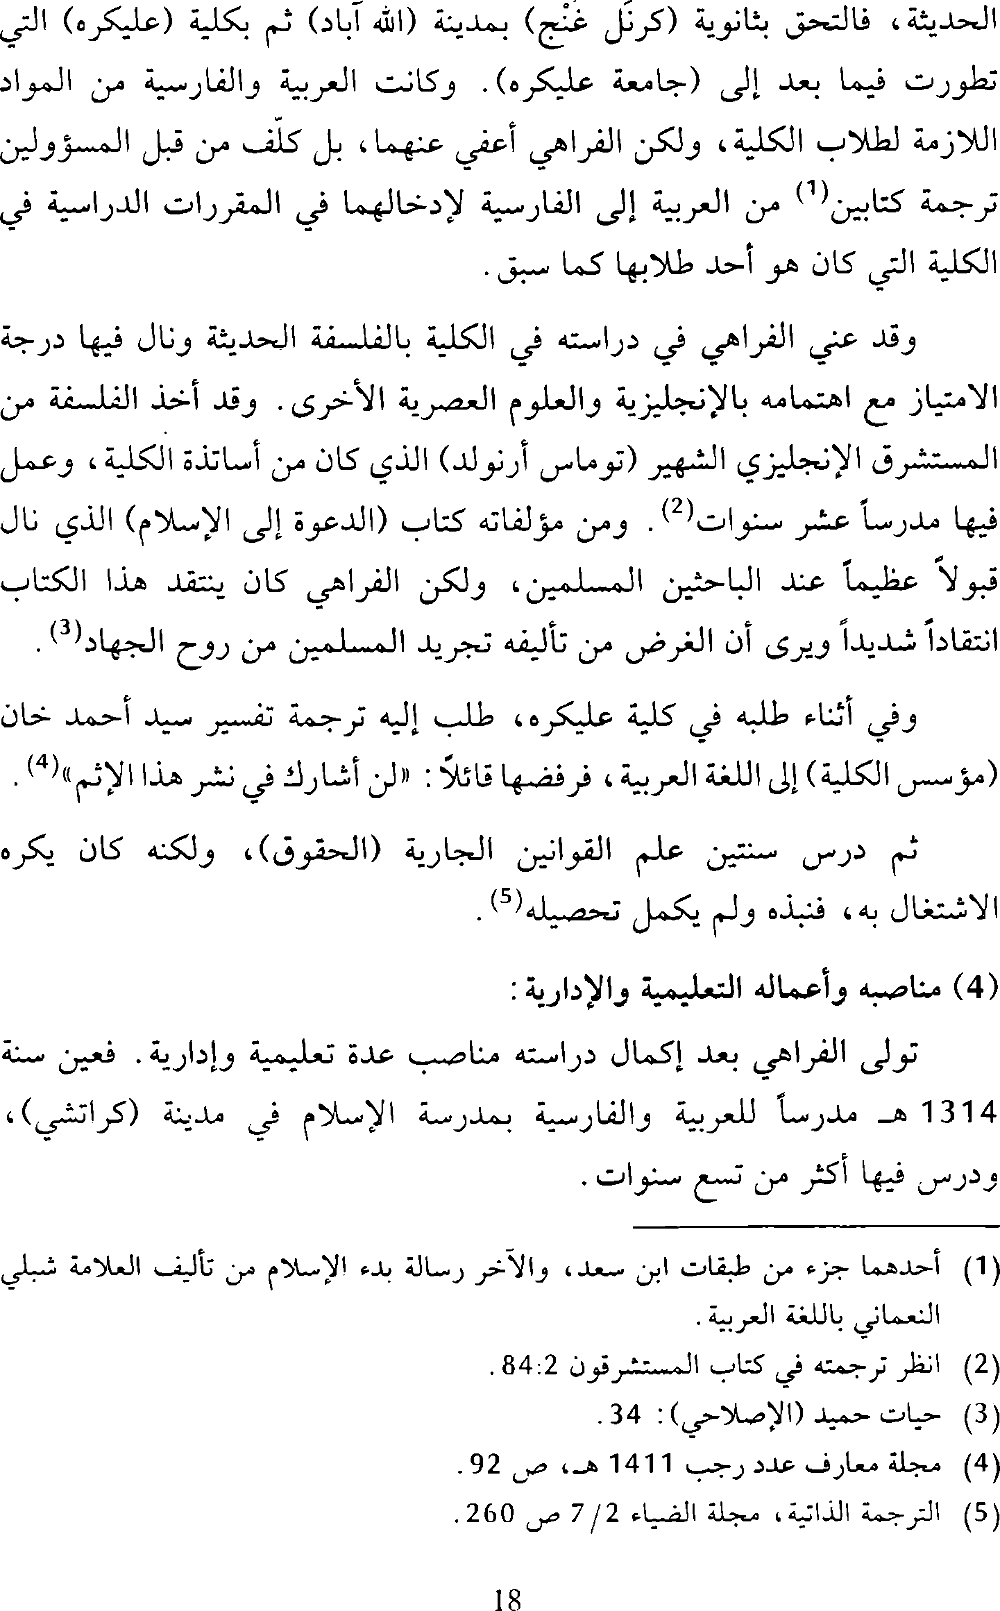 الحديثة، فالتحق بثانوية (كرنَل غَنْج) بمدينة (الله آباد) ثم بكلية (عليكره) التي
تطورت فيما بعد إلى (جامعة عليكره). وكانت العربية والفارسية من المواد
اللازمة لطلاب الكلية، ولكن الفراهي أعفي عنهما، بل كلّف من قبل المسؤولين
ترجمة كتابين(1) من العربية إلى الفارسية لإدخالهما في المقررات الدراسية في
الكلية التي كان هو أحد طلابها كما سبق.
وقد عني الفراهي في دراسته في الكلية بالفلسفة الحديثة ونال فيها درجة
الامتياز مع اهتمامه بالإنجليزية والعلوم العصرية الأخرى. وقد أخذ الفلسفة من
المستشرق الإنجليزي الشهير (توماس أرنولد) الذي كان من أساتذة الكلية، وعمل
فيها مدرساً عشر سنوات(2). ومن مؤلفاته كتاب (الدعوة إلى الإسلام) الذي نال
قبولاً عظيماً عند الباحثين المسلمين، ولكن الفراهي كان ينتقد هذا الكتاب
انتقاداً شديداً ويرى أن الغرض من تأليفه تجريد المسلمين من روح الجهاد(3).
وفي أثناء طلبه في كلية عليكره، طلب إليه ترجمة تفسير سيد أحمد خان
(مؤسس الكلية) إلى اللغة العربية، فرفضها قائلاً: «لن أشارك في نشر هذا الإثم»(4).
ثم درس سنتين علم القوانين الجارية (الحقوق)، ولكنه كان يكره
الاشتغال به، فنبذه ولم يكمل تحصيله(5).
(4) مناصبه وأعماله التعليمية والإدارية:
تولى الفراهي بعد إكمال دراسته مناصب عدة تعليمية وإدارية. فعين سنة
1314 هـ مدرساً للعربية والفارسية بمدرسة الإسلام في مدينة (كراتشي)،
ودرس فيها أكثر من تسع سنوات.
(1) أحدهما جزء من طبقات ابن سعد، والآخر رسالة بدء الإسلام من تأليف العلامة شبلي
النعماني باللغة العربية.
(2) انظر ترجمته في كتاب المستشرقون 84:2.
(3) حيات حميد (الإصلاحي): 34.
(4) مجلة معارف عدد رجب 1411 هـ، ص 92.
(5) الترجمة الذاتية، مجلة الضياء 7/2 ص 260.
18